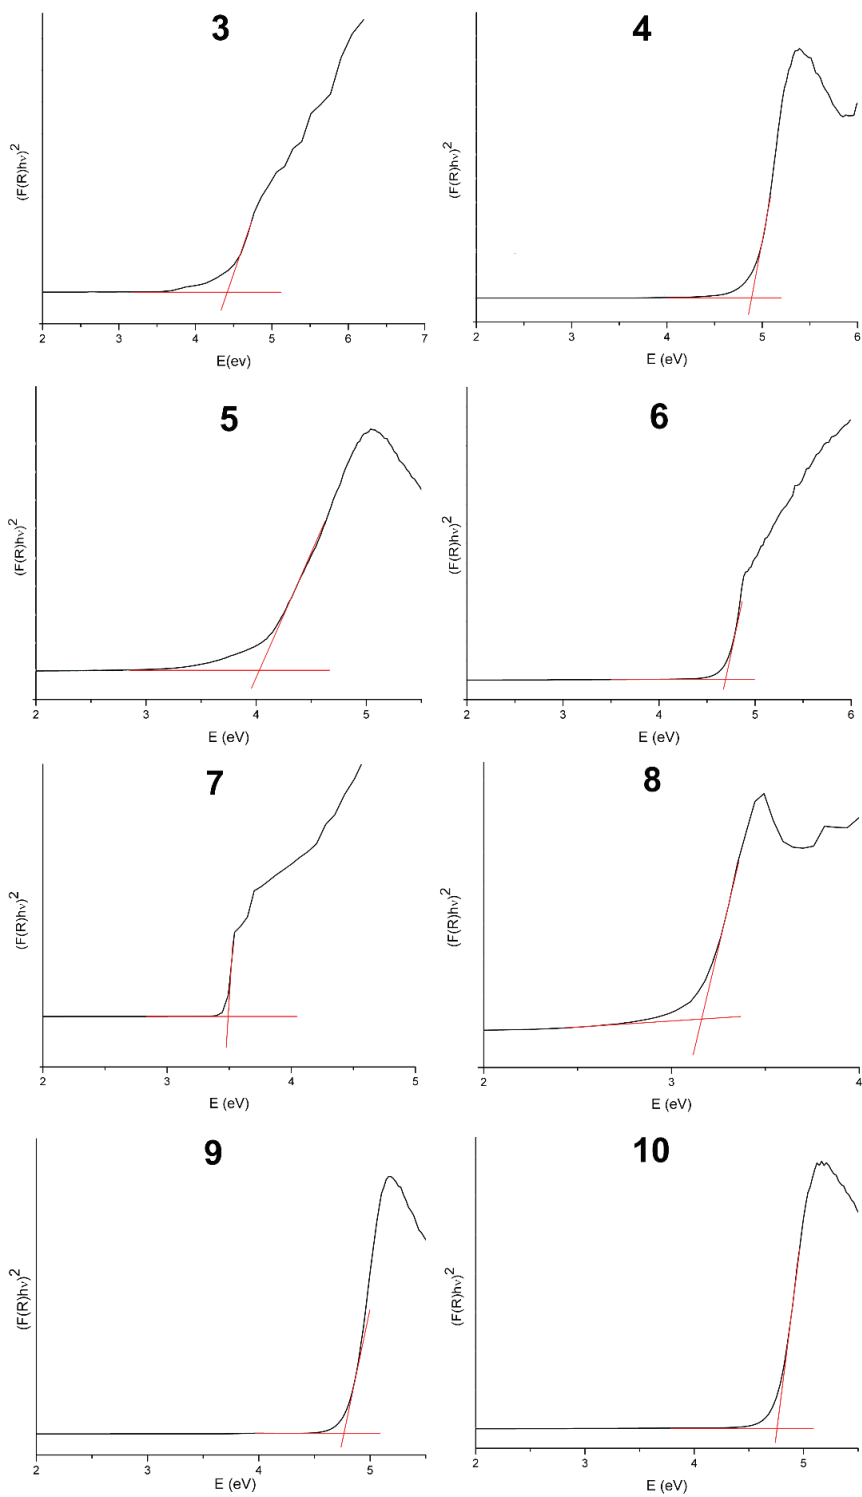 3
(F(R)hν)2
2 3 4 5 6 7
E(ev)
4
(F(R)hν)2
2 3 4 5 6
E (eV)
5
(F(R)hν)2
2 3 4 5
E (eV)
6
(F(R)hν)2
2 3 4 5 6
E (eV)
7
(F(R)hν)2
2 3 4 5
E (eV)
8
(F(R)hν)2
2 3 4
E (eV)
9
(F(R)hν)2
2 3 4 5
E (eV)
10
(F(R)hν)2
2 3 4 5
E (eV)